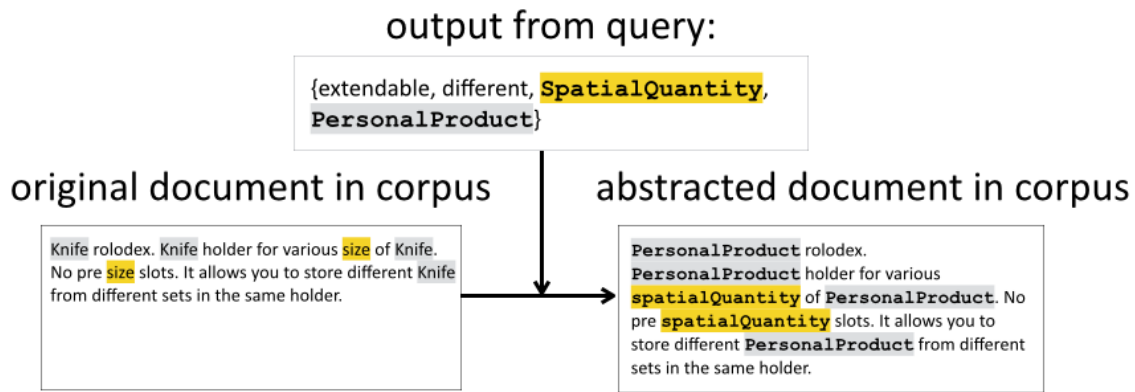 output from query:
{extendable, different, SpatialQuantity,
PersonalProduct}
original document in corpus
Knife rolodex. Knife holder for various size of Knife.
No pre size slots. It allows you to store different Knife
from different sets in the same holder.
abstracted document in corpus
PersonalProduct rolodex.
PersonalProduct holder for various
spatialQuantity of PersonalProduct. No
pre spatialQuantity slots. It allows you to
store different PersonalProduct from different
sets in the same holder.